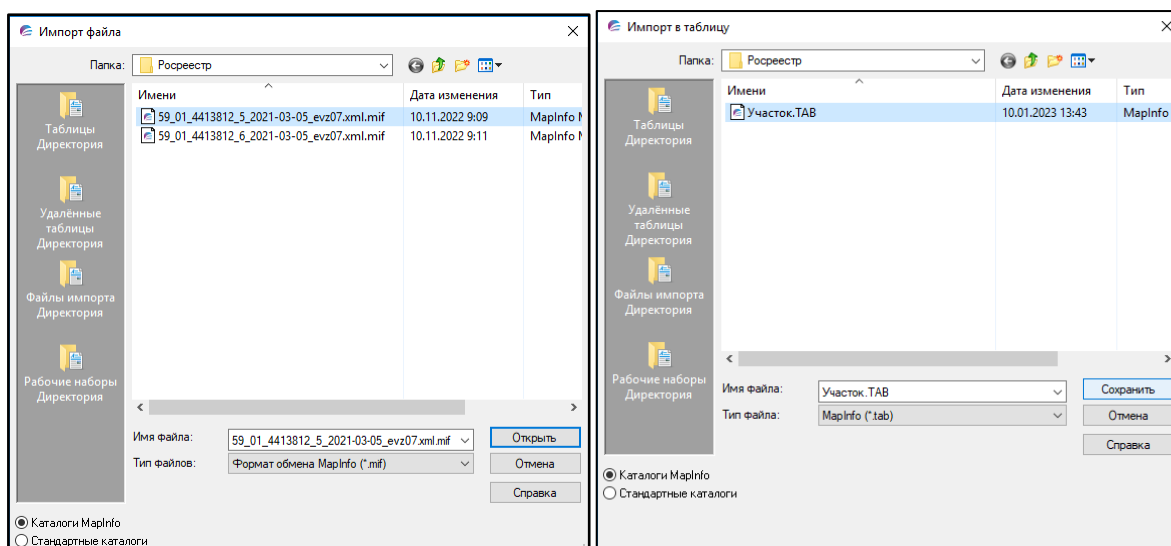 Импорт файла
Папка: Росреестр
Имени Дата изменения Тип
59_01_4413812_5_2021-03-05_evz07.xml.mif 10.11.2022 9:09 MapInfo M
59_01_4413812_6_2021-03-05_evz07.xml.mif 10.11.2022 9:11 MapInfo M
Таблицы
Директория
Удалённые
таблицы
Директория
Файлы импорта
Директория
Рабочие наборы
Директория
Имя файла: 59_01_4413812_5_2021-03-05_evz07.xml.mif Открыть
Тип файлов: Формат обмена MapInfo (*.mif) Отмена
Справка
Каталоги MapInfo
Стандартные каталоги
Импорт в таблицу
Папка: Росреестр
Имени Дата изменения Тип
Участок.TAB 10.01.2023 13:43 MapInfo
Таблицы
Директория
Удалённые
таблицы
Директория
Файлы импорта
Директория
Рабочие наборы
Директория
Имя файла: Участок.TAB Сохранить
Тип файла: MapInfo (*.tab) Отмена
Справка
Каталоги MapInfo
Стандартные каталоги